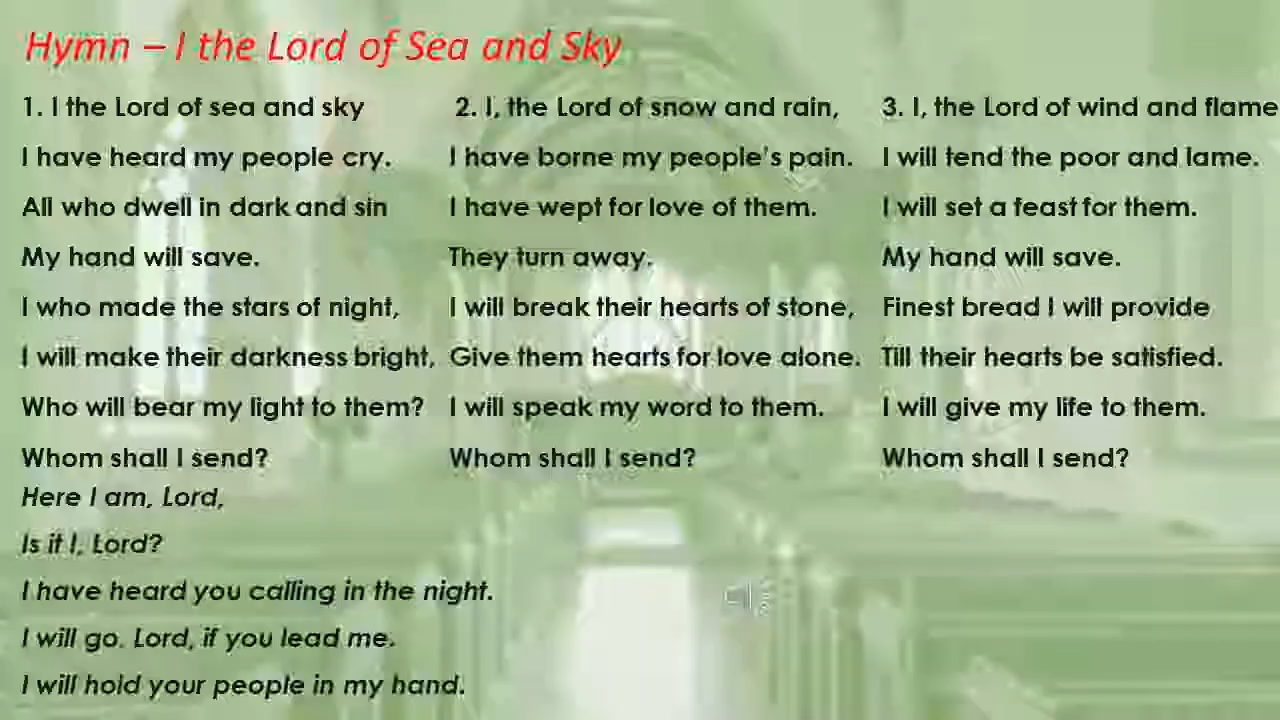 Hymn – I the Lord of Sea and Sky
1. I the Lord of sea and sky
I have heard my people cry.
All who dwell in dark and sin
My hand will save.
I who made the stars of night,
I will make their darkness bright,
Who will bear my light to them?
Whom shall I send?
2. I, the Lord of snow and rain,
I have borne my people's pain.
I have wept for love of them.
They turn away.
I will break their hearts of stone,
Give them hearts for love alone.
I will speak my word to them.
Whom shall I send?
3. I, the Lord of wind and flame
I will tend the poor and lame.
I will set a feast for them.
My hand will save.
Finest bread I will provide
Till their hearts be satisfied.
I will give my life to them.
Whom shall I send?
Here I am, Lord,
Is it I, Lord?
I have heard you calling in the night.
I will go. Lord, if you lead me.
I will hold your people in my hand.